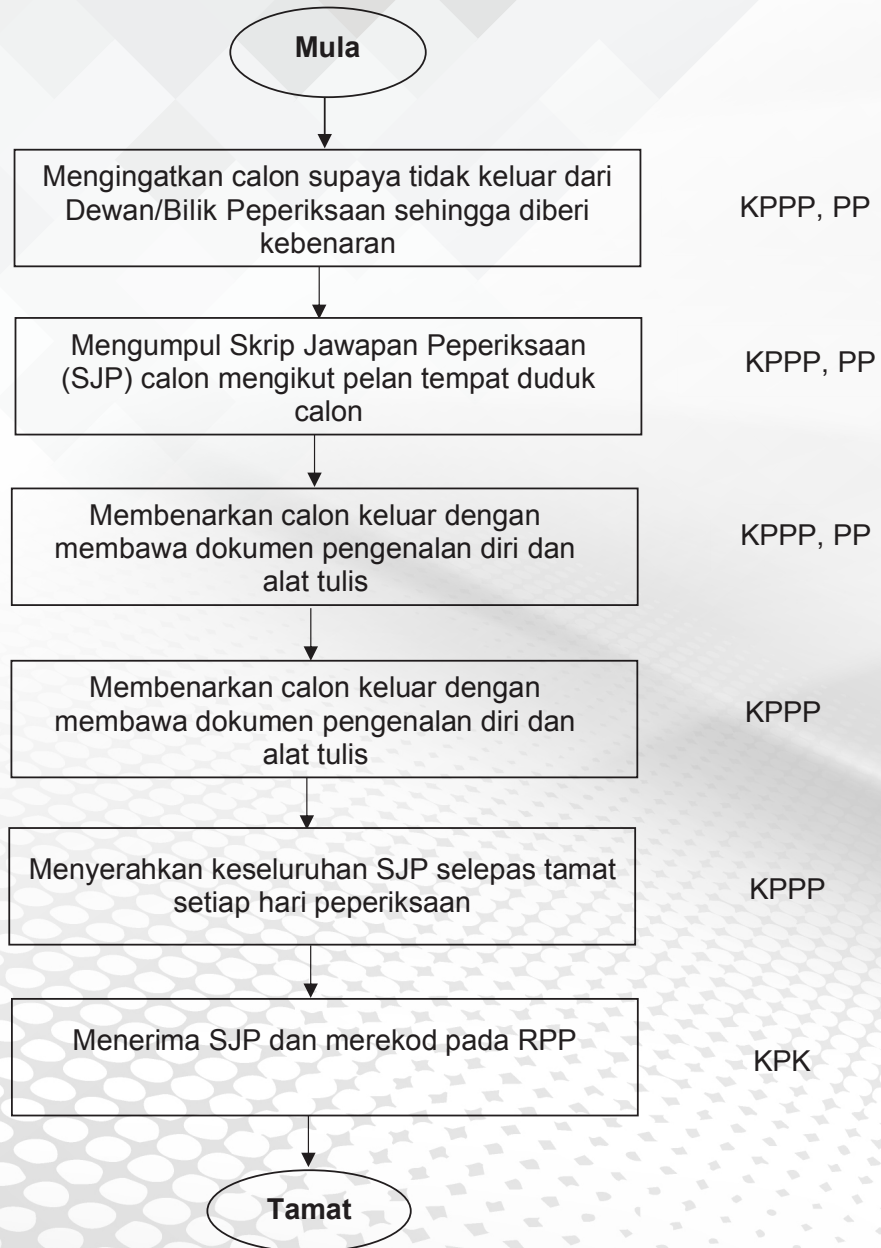 Mula
Mengingatkan calon supaya tidak keluar dari
Dewan/Bilik Peperiksaan sehingga diberi
kebenaran
KPPP, PP
Mengumpul Skrip Jawapan Peperiksaan
(SJP) calon mengikut pelan tempat duduk
calon
KPPP, PP
Membenarkan calon keluar dengan
membawa dokumen pengenalan diri dan
alat tulis
KPPP, PP
Membenarkan calon keluar dengan
membawa dokumen pengenalan diri dan
alat tulis
KPPP
Menyerahkan keseluruhan SJP selepas tamat
setiap hari peperiksaan
KPPP
Menerima SJP dan merekod pada RPP
KPK
Tamat